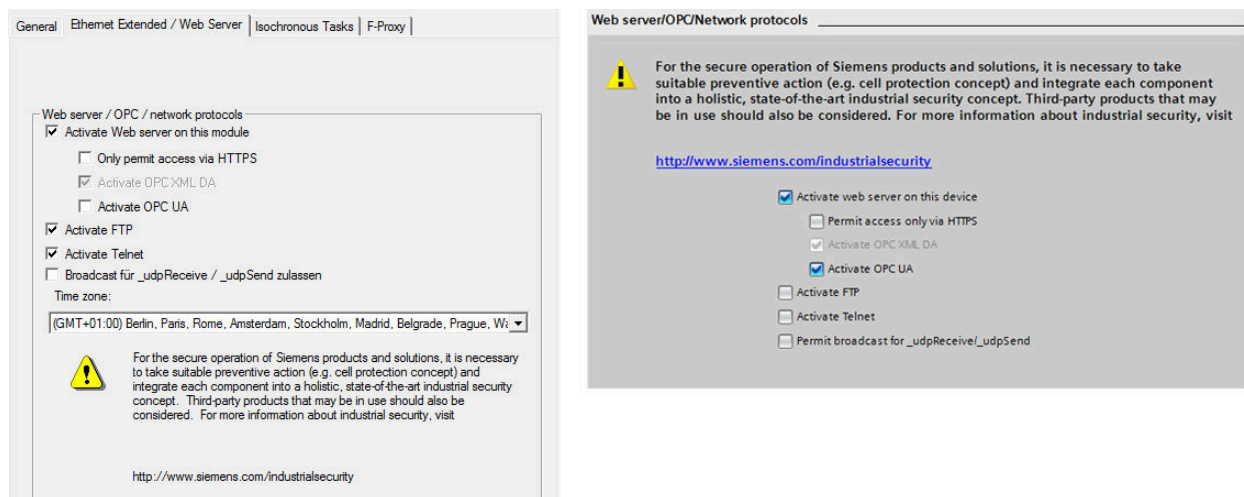 General
Ethernet Extended / Web Server
Isochronous Tasks
F-Proxy
Web server / OPC / network protocols
Activate Web server on this module
Only permit access via HTTPS
Activate OPC XML DA
Activate OPC UA
Activate FTP
Activate Telnet
Broadcast für _udpReceive / _udpSend zulassen
Time zone:
(GMT+01:00) Berlin, Paris, Rome, Amsterdam, Stockholm, Madrid, Belgrade, Prague,
For the secure operation of Siemens products and solutions, it is necessary
to take suitable preventive action (e.g. cell protection concept) and
integrate each component into a holistic, state-of-the-art industrial security
concept. Third-party products that may be in use should also be
considered. For more information about industrial security, visit
http://www.siemens.com/industrialsecurity
Web server/OPC/Network protocols
For the secure operation of Siemens products and solutions, it is necessary to take
suitable preventive action (e.g. cell protection concept) and integrate each component
into a holistic, state-of-the-art industrial security concept. Third-party products that may
be in use should also be considered. For more information about industrial security, visit
http://www.siemens.com/industrialsecurity
Activate web server on this device
Permit access only via HTTPS
Activate OPC XML DA
Activate OPC UA
Activate FTP
Activate Telnet
Permit broadcast for _udpReceive/_udpSend